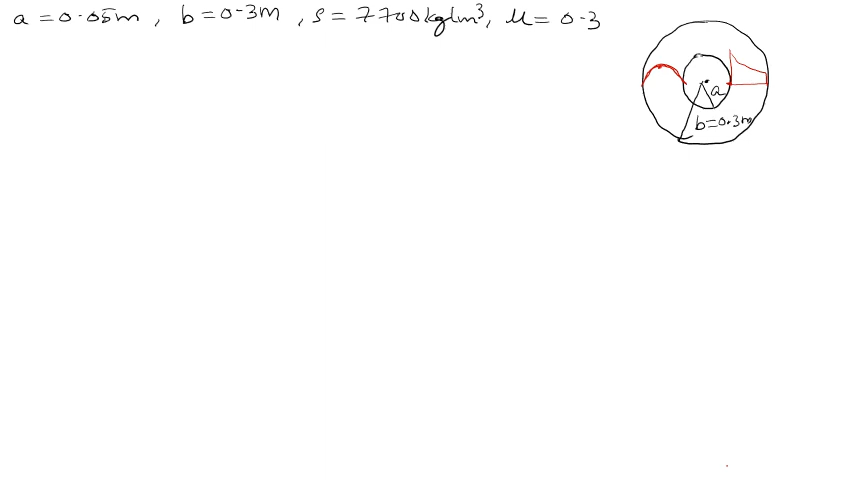 a = 0.05m , b = 0.3m , ρ = 7700kg/m³, μ = 0.3
a
b=0.3m